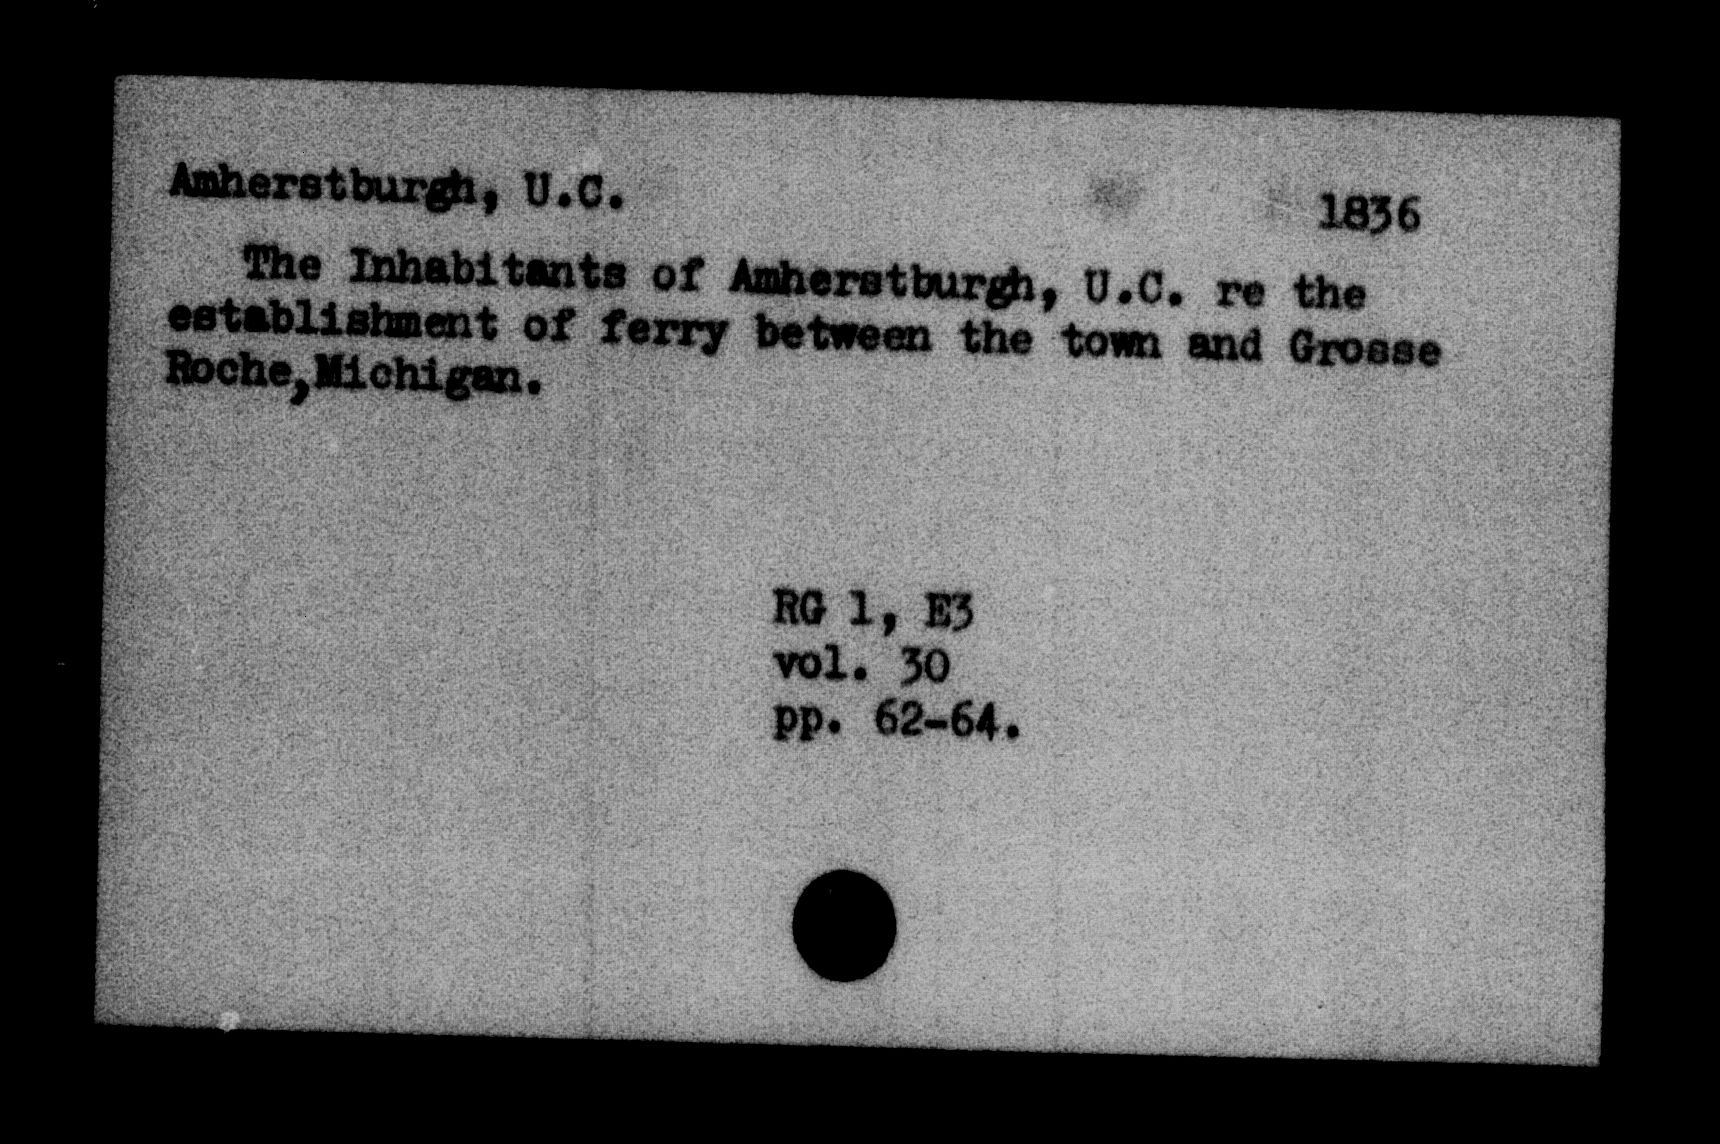 Amherstburgh, U.C.
1836
The Inhabitants of Amherstburgh, U.C. re the
establishment of ferry between the town and Grosse
Roche,Michigan.
RG 1, E3
vol. 30
pp. 62-64.